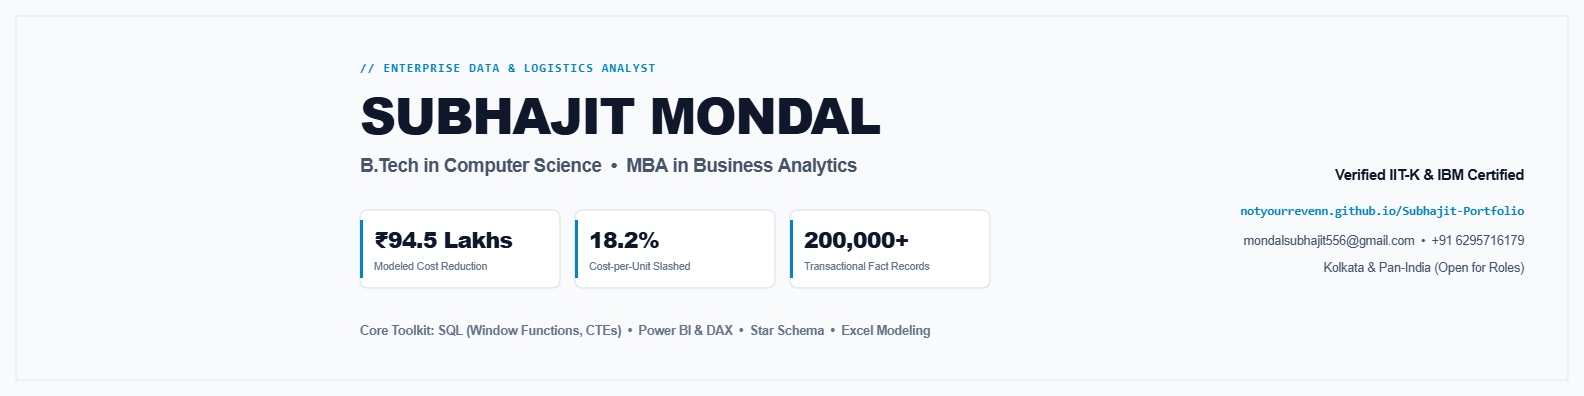 // ENTERPRISE DATA & LOGISTICS ANALYST
SUBHAJIT MONDAL
B.Tech in Computer Science • MBA in Business Analytics
₹94.5 Lakhs
Modeled Cost Reduction
18.2%
Cost-per-Unit Slashed
200,000+
Transactional Fact Records
Core Toolkit: SQL (Window Functions, CTEs) • Power BI & DAX • Star Schema • Excel Modeling
Verified IIT-K & IBM Certified
notyourrevenn.github.io/Subhajit-Portfolio
mondalsubhajit556@gmail.com • +91 6295716179
Kolkata & Pan-India (Open for Roles)